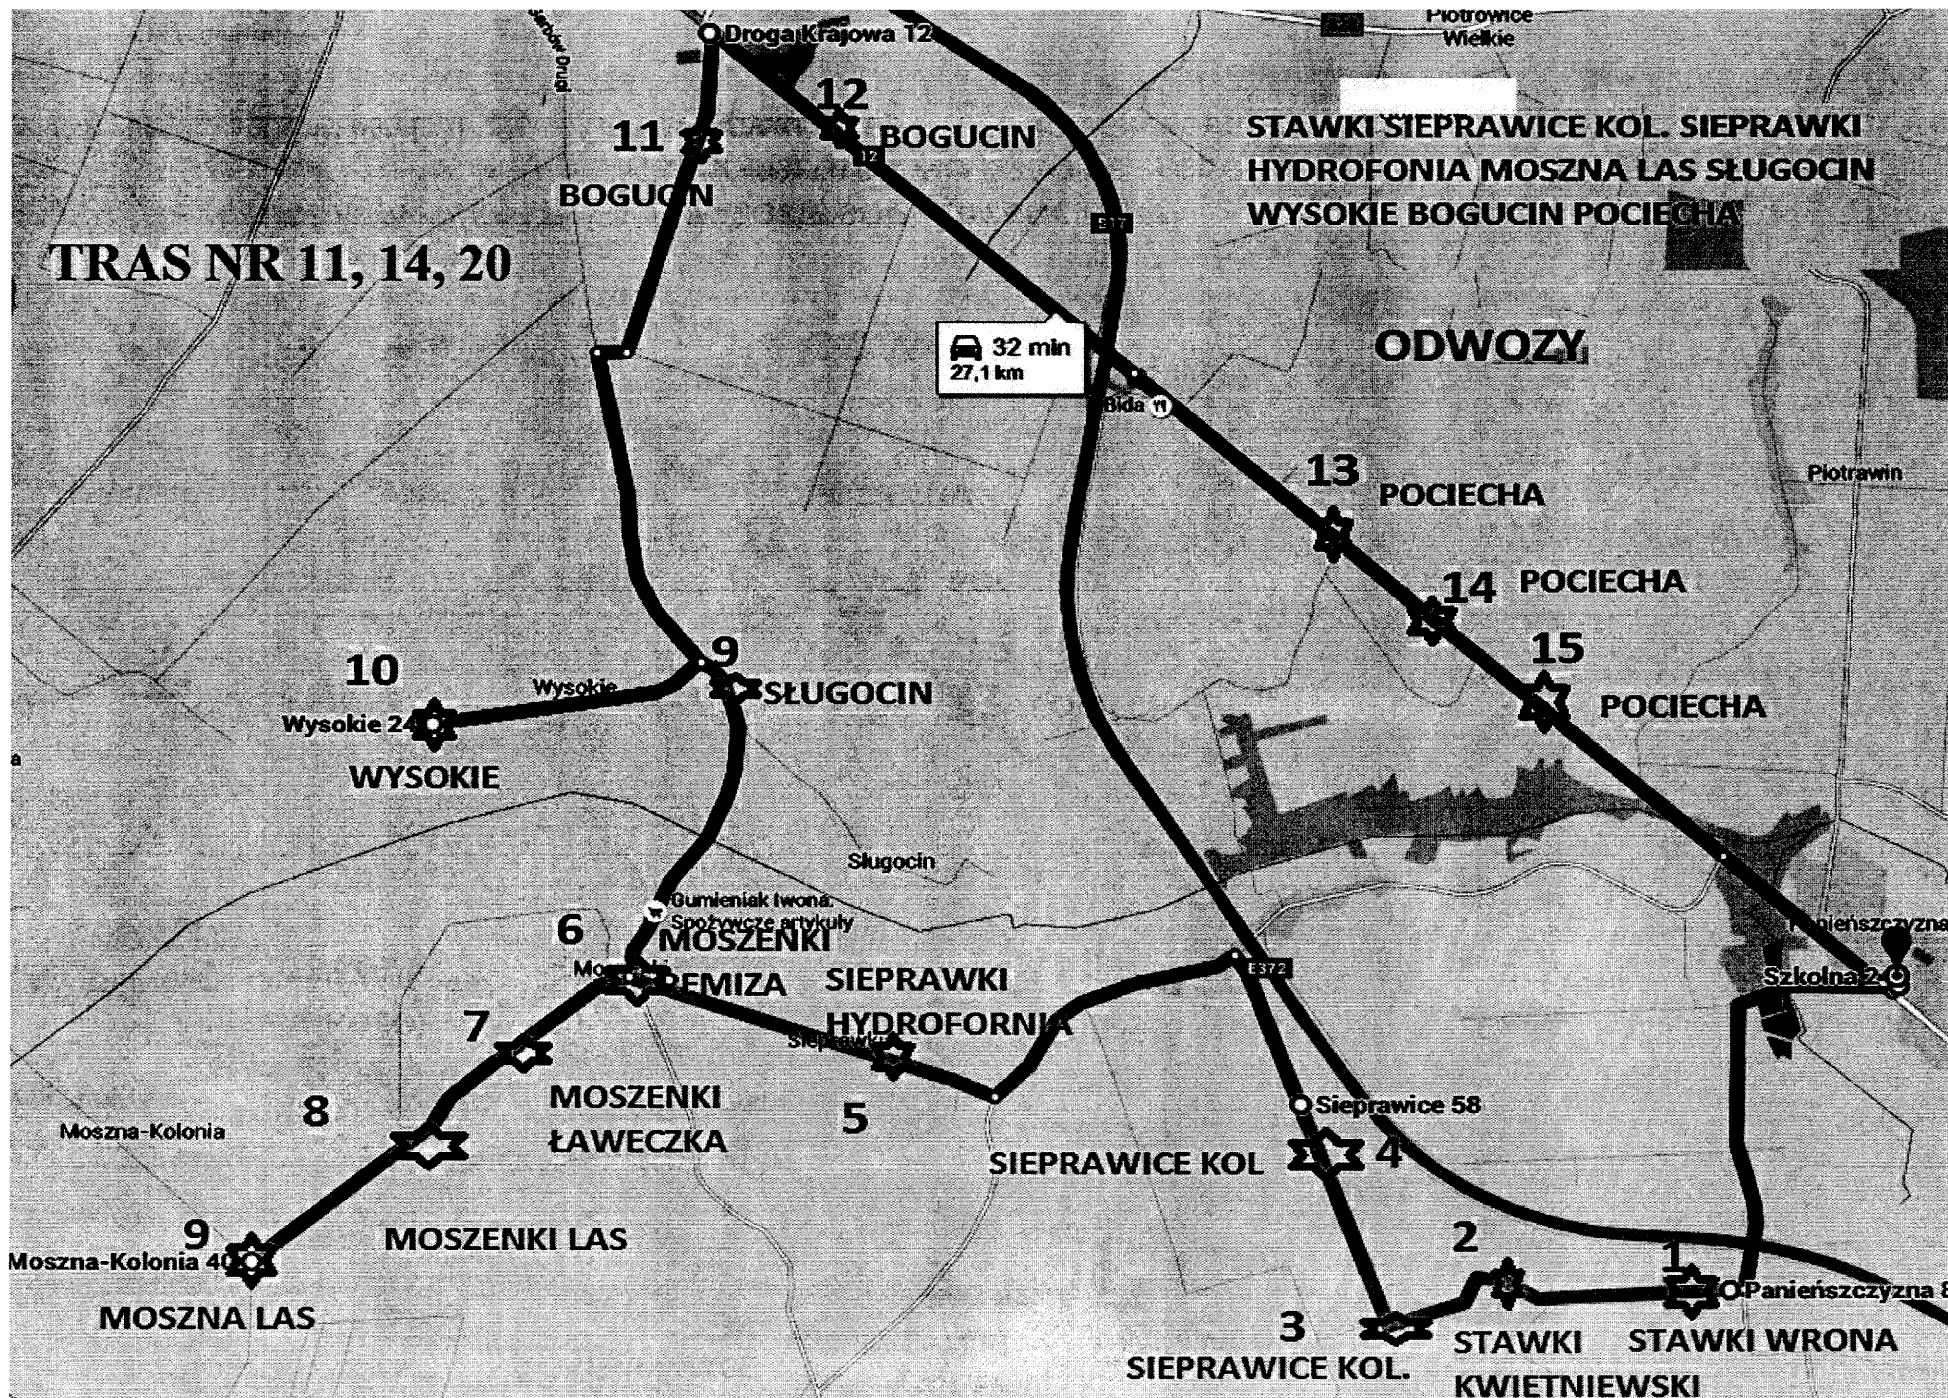 Piotrowice
Wielkie
Droga Krajowa 12
12
11
BOGUCIN
12
BOGUCIN
STAWKI SIEPRAWICE KOL. SIEPRAWKI
HYDROFONIA MOSZNA LAS SŁUGOCIN
WYSOKIE BOGUCIN POCIECHA
TRAS NR 11, 14, 20
ODWOZY
32 min
27,1 km
Bida
13
POCIECHA
Piotrawin
14
POCIECHA
15
POCIECHA
9
SŁUGOCIN
10
Wysokie
Wysokie 24
WYSOKIE
Sługocin
Gumieniak Iwona.
Spożywcze artykuły
6
MOSZENKI
REMIZA
SIEPRAWKI
HYDROFORNIA
E372
Panieńszczyzna
Szkolna
7
MOSZENKI
ŁAWECZKA
5
8
Moszna-Kolonia
Sieprawice 58
SIEPRAWICE KOL
4
9
Moszna-Kolonia 40
MOSZENKI LAS
MOSZNA LAS
2
1
Panieńszczyzna 8
3
SIEPRAWICE KOL.
STAWKI
KWIETNIEWSKI
STAWKI WRONA